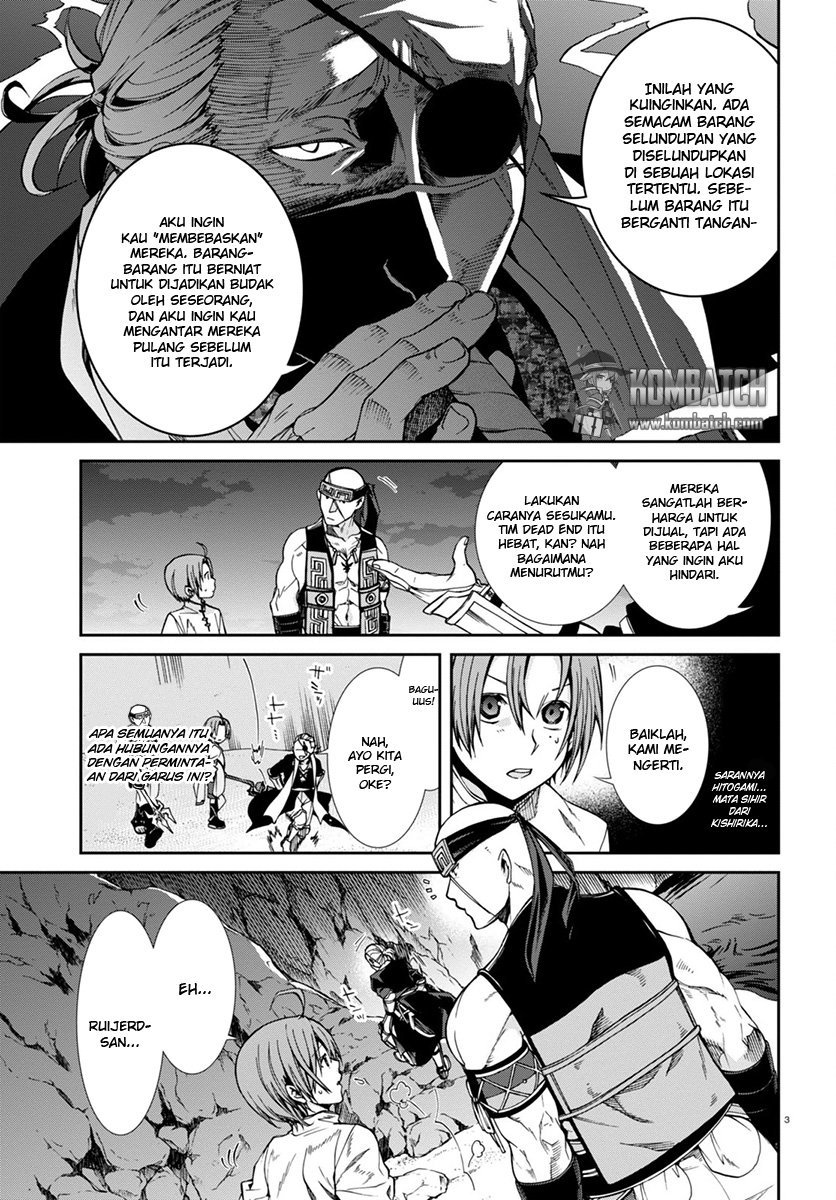 INILAH YANG
KUINGINKAN. ADA
SEMACAM BARANG
SELUNDUPAN YANG
DISELUNDUPKAN
DI SEBUAH LOKASI
TERTENTU. SEBE-
LUM BARANG ITU
BERGANTI TANGAN-
AKU INGIN
KAU "MEMBEBASKAN"
MEREKA. BARANG-
BARANG ITU BERNIAT
UNTUK DIJADIKAN BUDAK
OLEH SESEORANG,
DAN AKU INGIN KAU
MENGANTAR MEREKA
PULANG SEBELUM
ITU TERJADI.
KOMBATCH
www.kombatch.com
MEREKA
SANGATLAH BER-
HARGA UNTUK
DIJUAL, TAPI ADA
BEBERAPA HAL
YANG INGIN AKU
HINDARI.
LAKUKAN
CARANYA SESUKAMU.
TIM DEAD END ITU
HEBAT, KAN? NAH
BAGAIMANA
MENURUTMU?
BAIKLAH,
KAMI ME-
NGERTI.
SARANNYA
HITOGAMI...
MATA SIHIR
DARI
KISHIRIKA...
BAGU-
UUS!
NAH,
AYO KITA
PERGI,
OKE?
APA SEMUANYA ITU
ADA HUBUNGANNYA
DENGAN PERMINTA-
AN DARI GARUS INI!?
EH...
RUIJERD-
SAN...
3